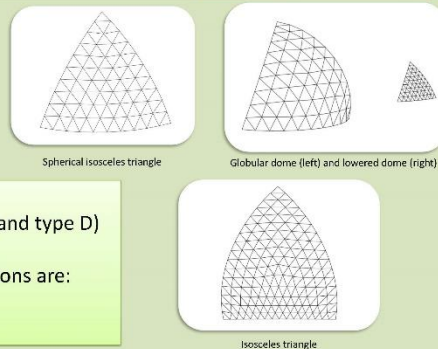 Spherical isosceles triangle
Globular dome (left) and lowered dome (right)
and type D)
ons are:
Isosceles triangle